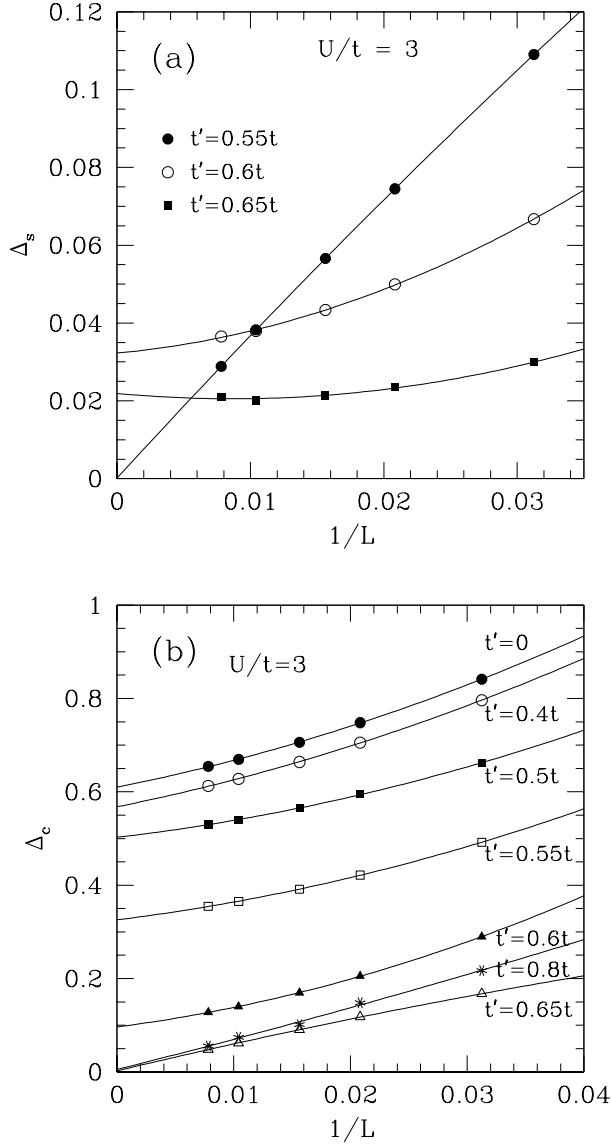 0.12
(a)
U/t = 3
0.1
t'=0.55t
t'=0.6t
t'=0.65t
0.08
0.06
Δs
0.04
0.02
0
0 0.01 0.02 0.03
1/L
1
(b)
U/t=3
t'=0
0.8
t'=0.4t
0.6
t'=0.5t
Δc
t'=0.55t
0.4
t'=0.6t
0.2
t'=0.8t
t'=0.65t
0
0 0.01 0.02 0.03 0.04
1/L